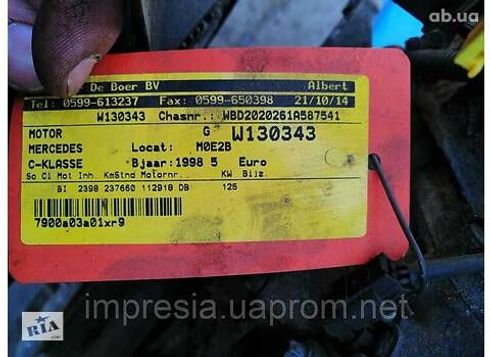 ab.ua
De Boer BV Albert
Tel: 0599-613237 Fax: 0599-650398 21/10/14
W130343 Chasnr.: WBD2020261A587541
MOTOR G W130343
MERCEDES Locat: M0E2B
C-KLASSE Bjaar: 1998 5 Euro
So Cl Mot Inh. KmStnd Motornr. KW Bijz.
BI 2398 237660 112910 DB 125
7900a03a01xr9
impresia.uaprom.net
RIA
.com